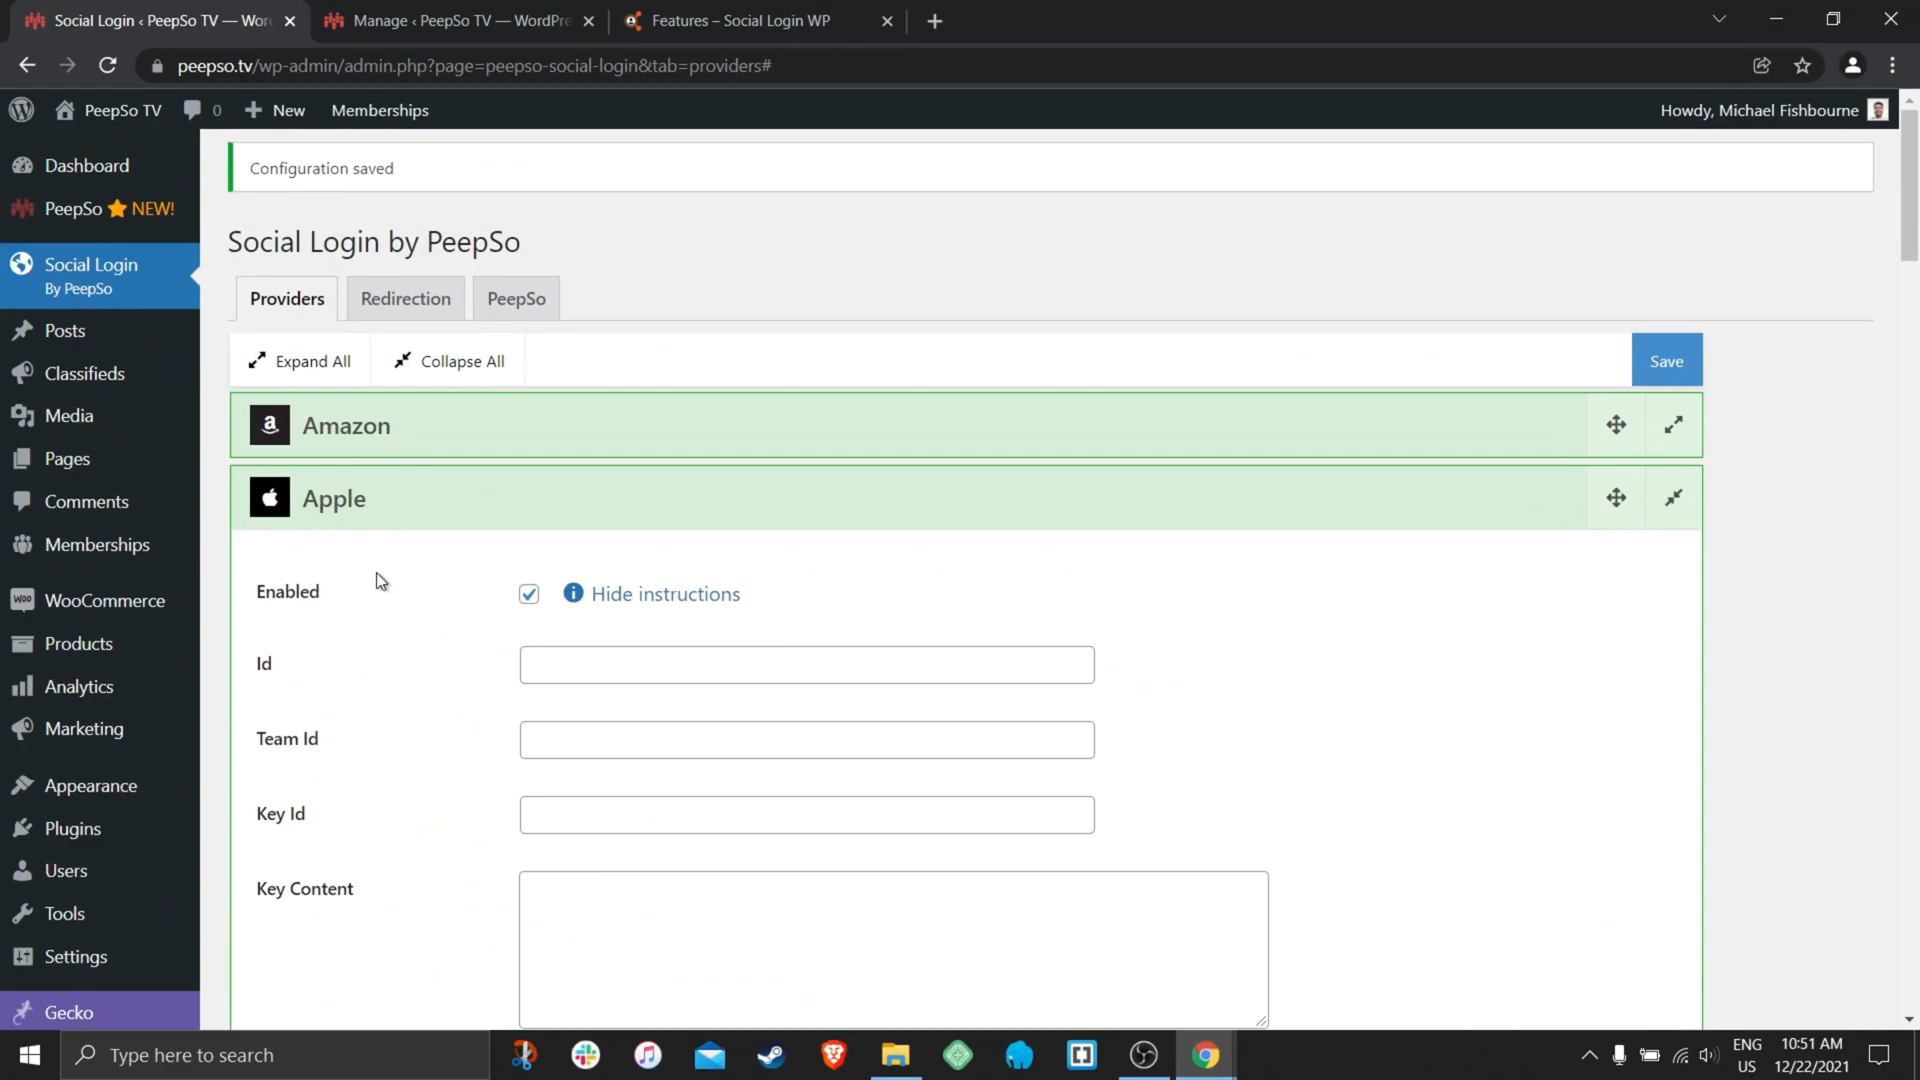 Social Login ‹ PeepSo TV — Wor
Manage ‹ PeepSo TV — WordPre
Features – Social Login WP
peepso.tv/wp-admin/admin.php?page=peepso-social-login&tab=providers#
PeepSo TV
0
New
Memberships
Howdy, Michael Fishbourne
Dashboard
PeepSo
NEW!
Social Login
By PeepSo
Posts
Classifieds
Media
Pages
Comments
Memberships
Woo
WooCommerce
Products
Analytics
Marketing
Appearance
Plugins
Users
Tools
Settings
Gecko
Configuration saved
Social Login by PeepSo
Providers
Redirection
PeepSo
Expand All
Collapse All
Save
Amazon
Apple
Enabled
Hide instructions
Id
Team Id
Key Id
Key Content
Type here to search
ENG
US
10:51 AM
12/22/2021